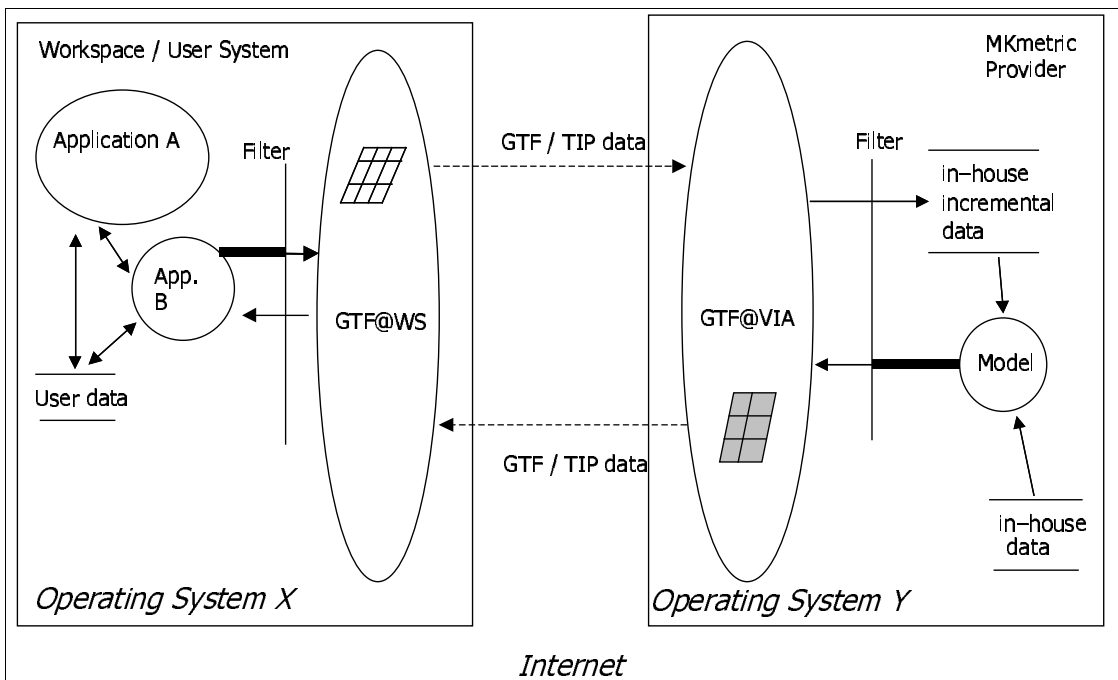 Workspace / User System
Application A
Filter
App.
B
GTF@WS
User data
Operating System X
GTF / TIP data
GTF / TIP data
MKmetric
Provider
Filter
in−house
incremental
data
GTF@VIA
Model
in−house
data
Operating System Y
Internet